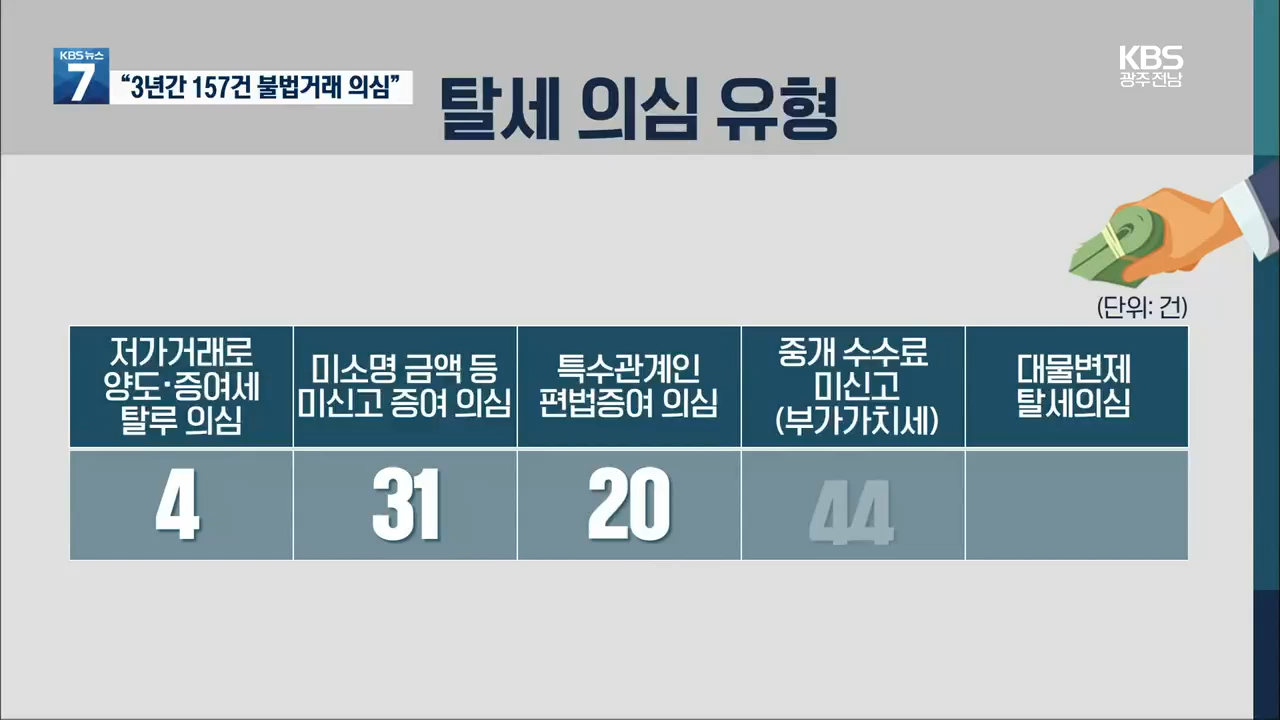 KBS 뉴스
7
“3년간 157건 불법거래 의심”
탈세 의심 유형
KBS
광주전남
(단위: 건)
저가거래로
양도·증여세
탈루 의심
미소명 금액 등
미신고 증여 의심
특수관계인
편법증여 의심
중개 수수료
미신고
(부가가치세)
대물변제
탈세의심
4
31
20
44